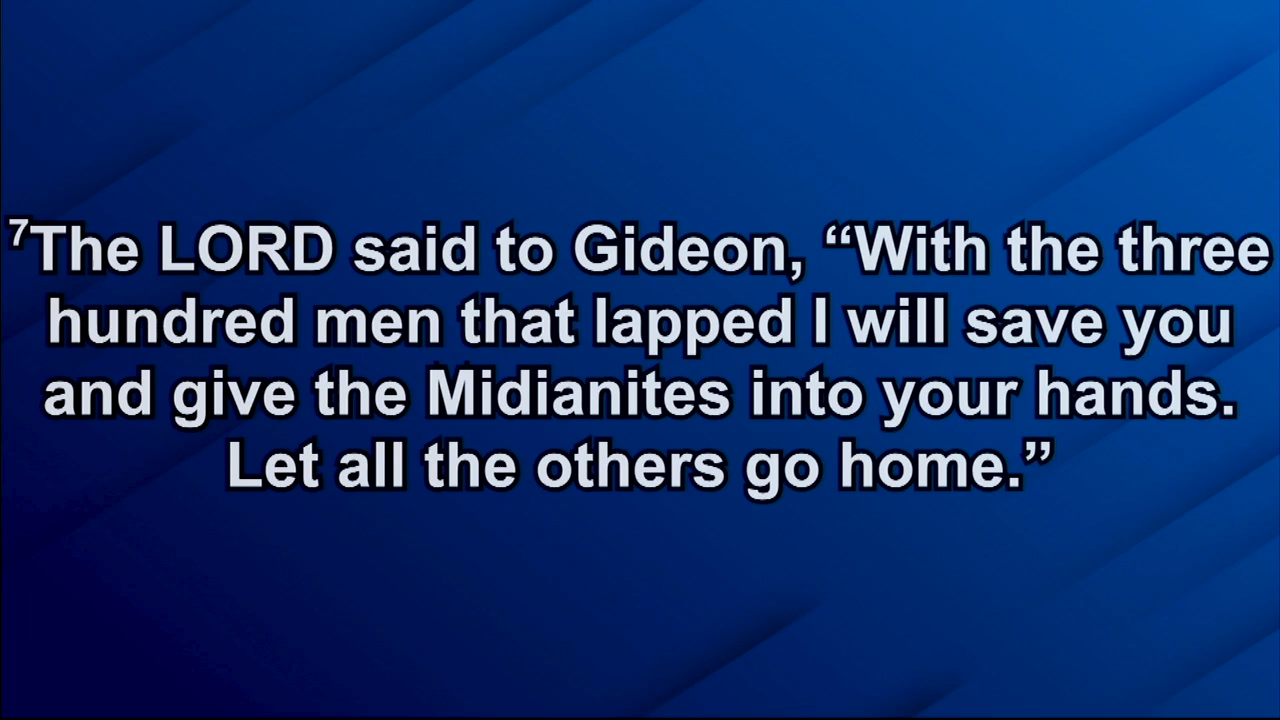 ⁷The LORD said to Gideon, “With the three
hundred men that lapped I will save you
and give the Midianites into your hands.
Let all the others go home.”